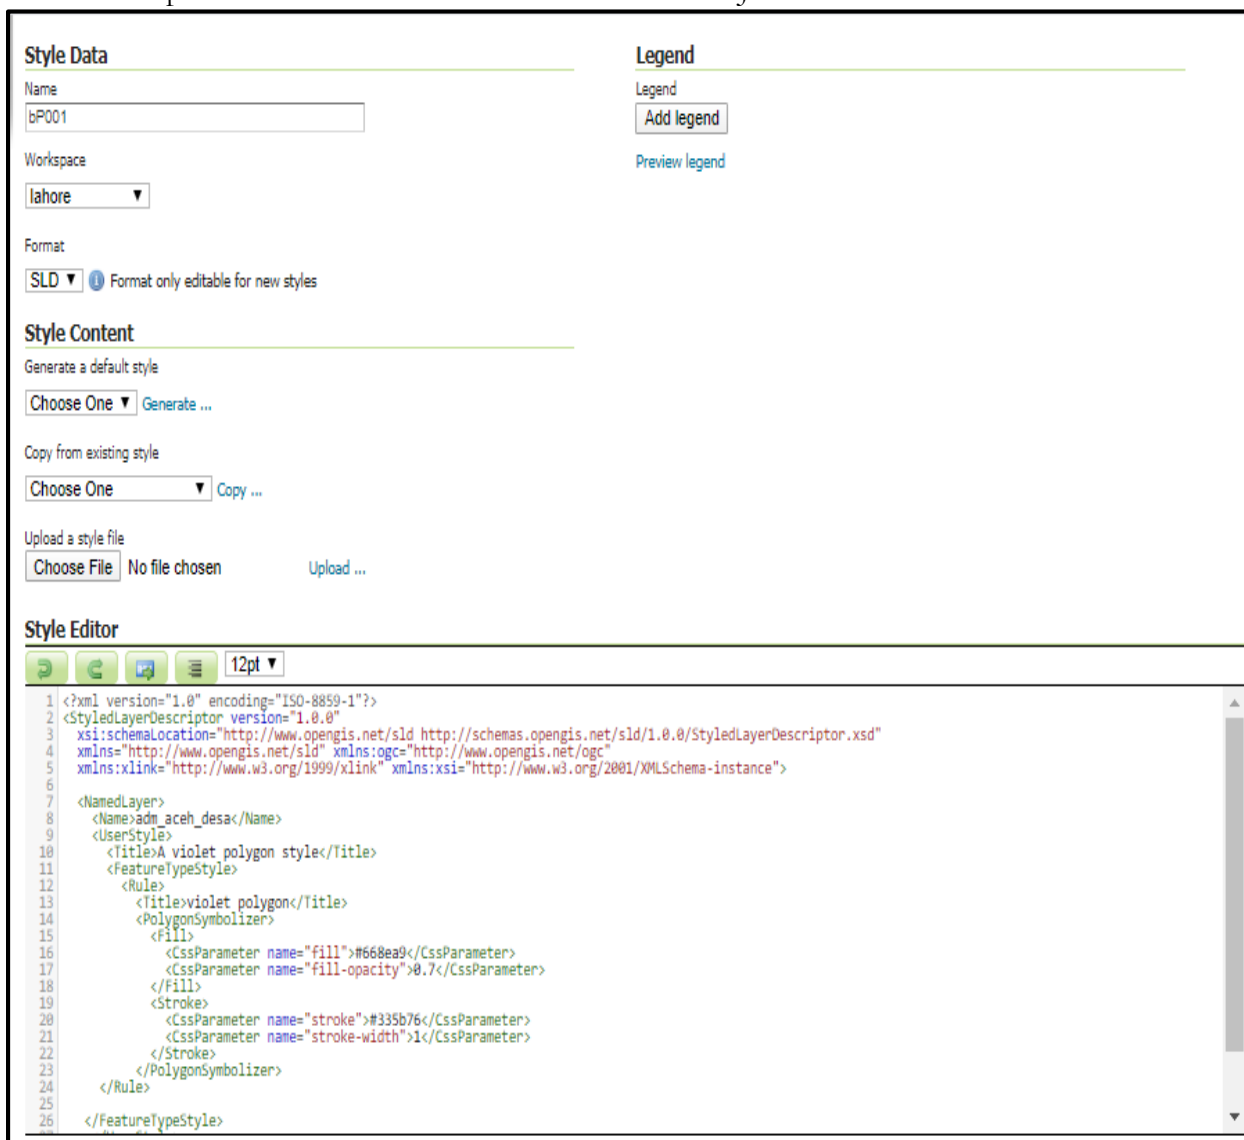 Style Data
Name
bP001
Workspace
lahore
Format
SLD Format only editable for new styles
Style Content
Generate a default style
Choose One Generate ...
Copy from existing style
Choose One Copy ...
Upload a style file
Choose File No file chosen Upload ...
Legend
Legend
Add legend
Preview legend
Style Editor
12pt
1 <?xml version="1.0" encoding="ISO-8859-1"?>
2 <StyledLayerDescriptor version="1.0.0"
3 xsi:schemaLocation="http://www.opengis.net/sld http://schemas.opengis.net/sld/1.0.0/StyledLayerDescriptor.xsd"
4 xmlns="http://www.opengis.net/sld" xmlns:ogc="http://www.opengis.net/ogc"
5 xmlns:xlink="http://www.w3.org/1999/xlink" xmlns:xsi="http://www.w3.org/2001/XMLSchema-instance">
6
7 <NamedLayer>
8 <Name>adm_aceh_desa</Name>
9 <UserStyle>
10 <Title>A violet polygon style</Title>
11 <FeatureTypeStyle>
12 <Rule>
13 <Title>violet polygon</Title>
14 <PolygonSymbolizer>
15 <Fill>
16 <CssParameter name="fill">#668ea9</CssParameter>
17 <CssParameter name="fill-opacity">0.7</CssParameter>
18 </Fill>
19 <Stroke>
20 <CssParameter name="stroke">#335b76</CssParameter>
21 <CssParameter name="stroke-width">1</CssParameter>
22 </Stroke>
23 </PolygonSymbolizer>
24 </Rule>
25
26 </FeatureTypeStyle>